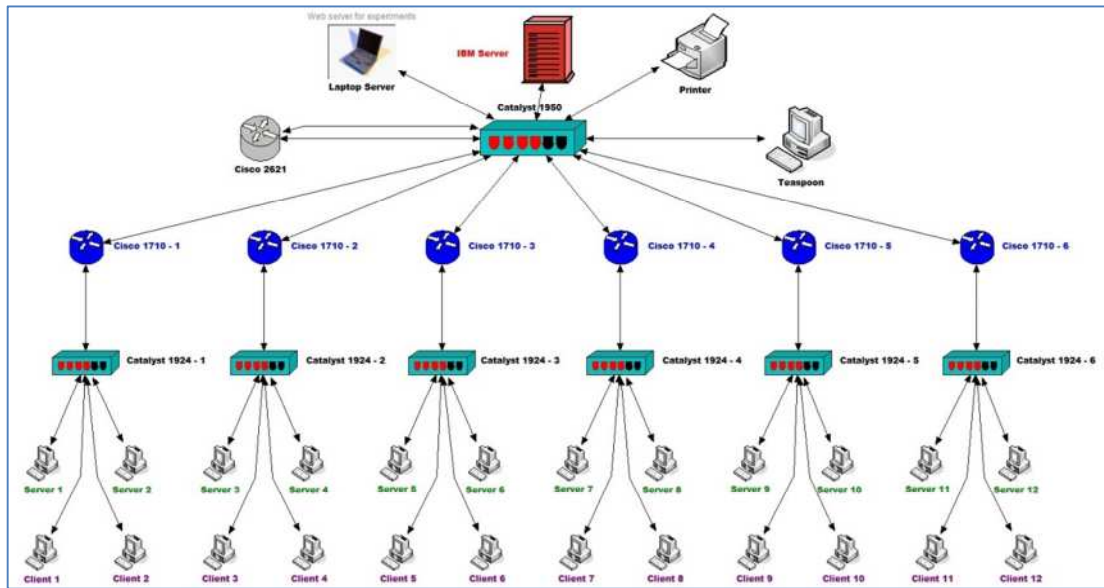 Web server for experiments
Laptop Server
IBM Server
Printer
Catalyst 1950
Cisco 2621
Teaspoon
Cisco 1710 - 1
Cisco 1710 - 2
Cisco 1710 - 3
Cisco 1710 - 4
Cisco 1710 - 5
Cisco 1710 - 6
Catalyst 1924 - 1
Catalyst 1924 - 2
Catalyst 1924 - 3
Catalyst 1924 - 4
Catalyst 1924 - 5
Catalyst 1924 - 6
Server 1
Server 2
Server 3
Server 4
Server 5
Server 6
Server 7
Server 8
Server 9
Server 10
Server 11
Server 12
Client 1
Client 2
Client 3
Client 4
Client 5
Client 6
Client 7
Client 8
Client 9
Client 10
Client 11
Client 12